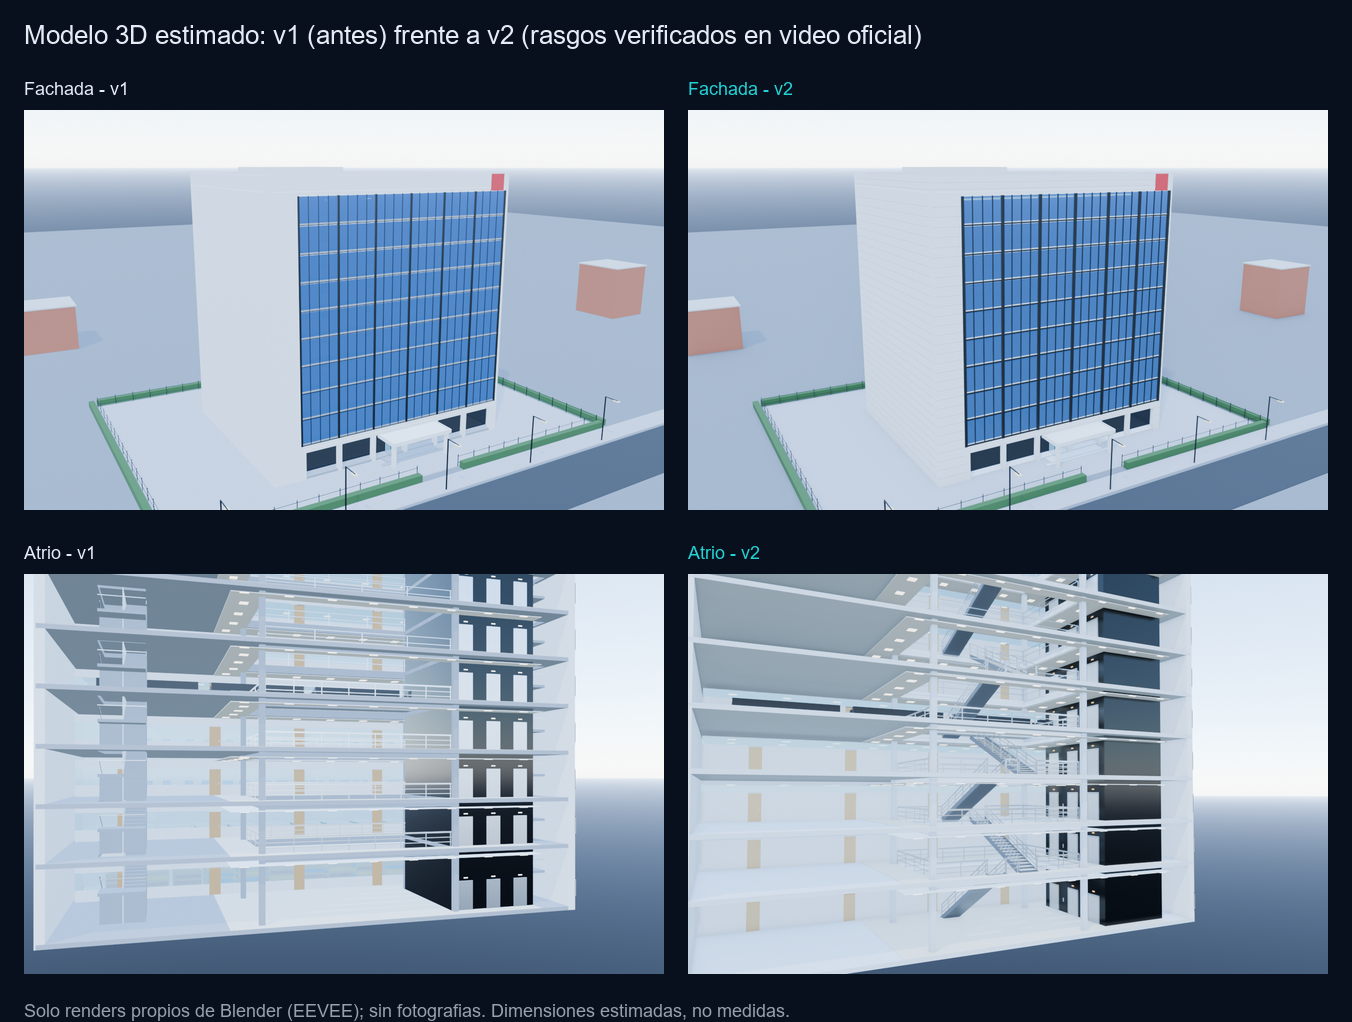 Modelo 3D estimado: v1 (antes) frente a v2 (rasgos verificados en video oficial)
Fachada - v1
Fachada - v2
Atrio - v1
Atrio - v2
Solo renders propios de Blender (EEVEE); sin fotografias. Dimensiones estimadas, no medidas.